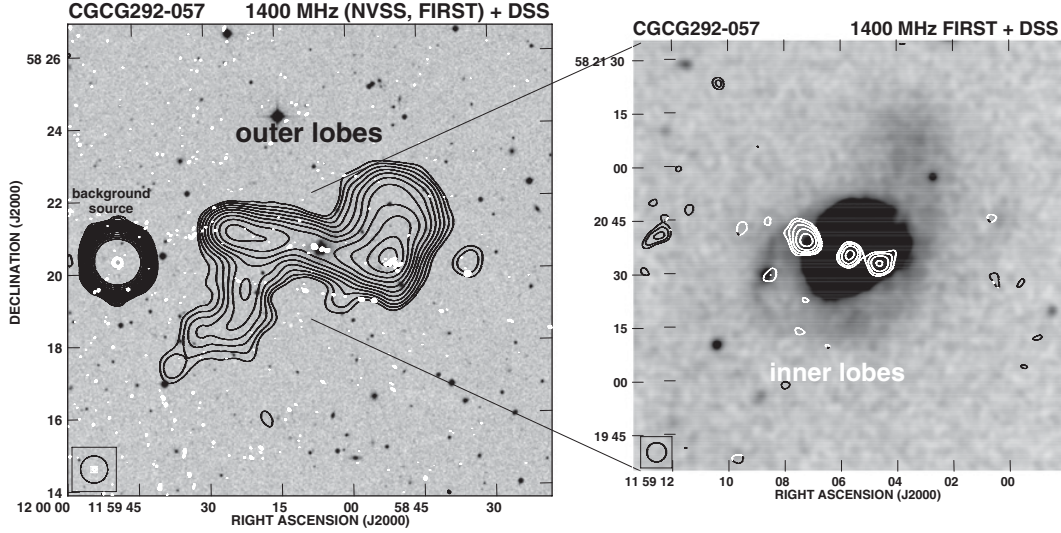 CGCG292-057 1400 MHz (NVSS, FIRST) + DSS
58 26
24
22
20
18
16
14
DECLINATION (J2000)
outer lobes
background
source
12 00 00 11 59 45 30 15 00 58 45 30
RIGHT ASCENSION (J2000)
CGCG292-057 1400 MHz FIRST + DSS
58 21 30
15
00
20 45
30
15
00
19 45
inner lobes
11 59 12 10 08 06 04 02 00
RIGHT ASCENSION (J2000)